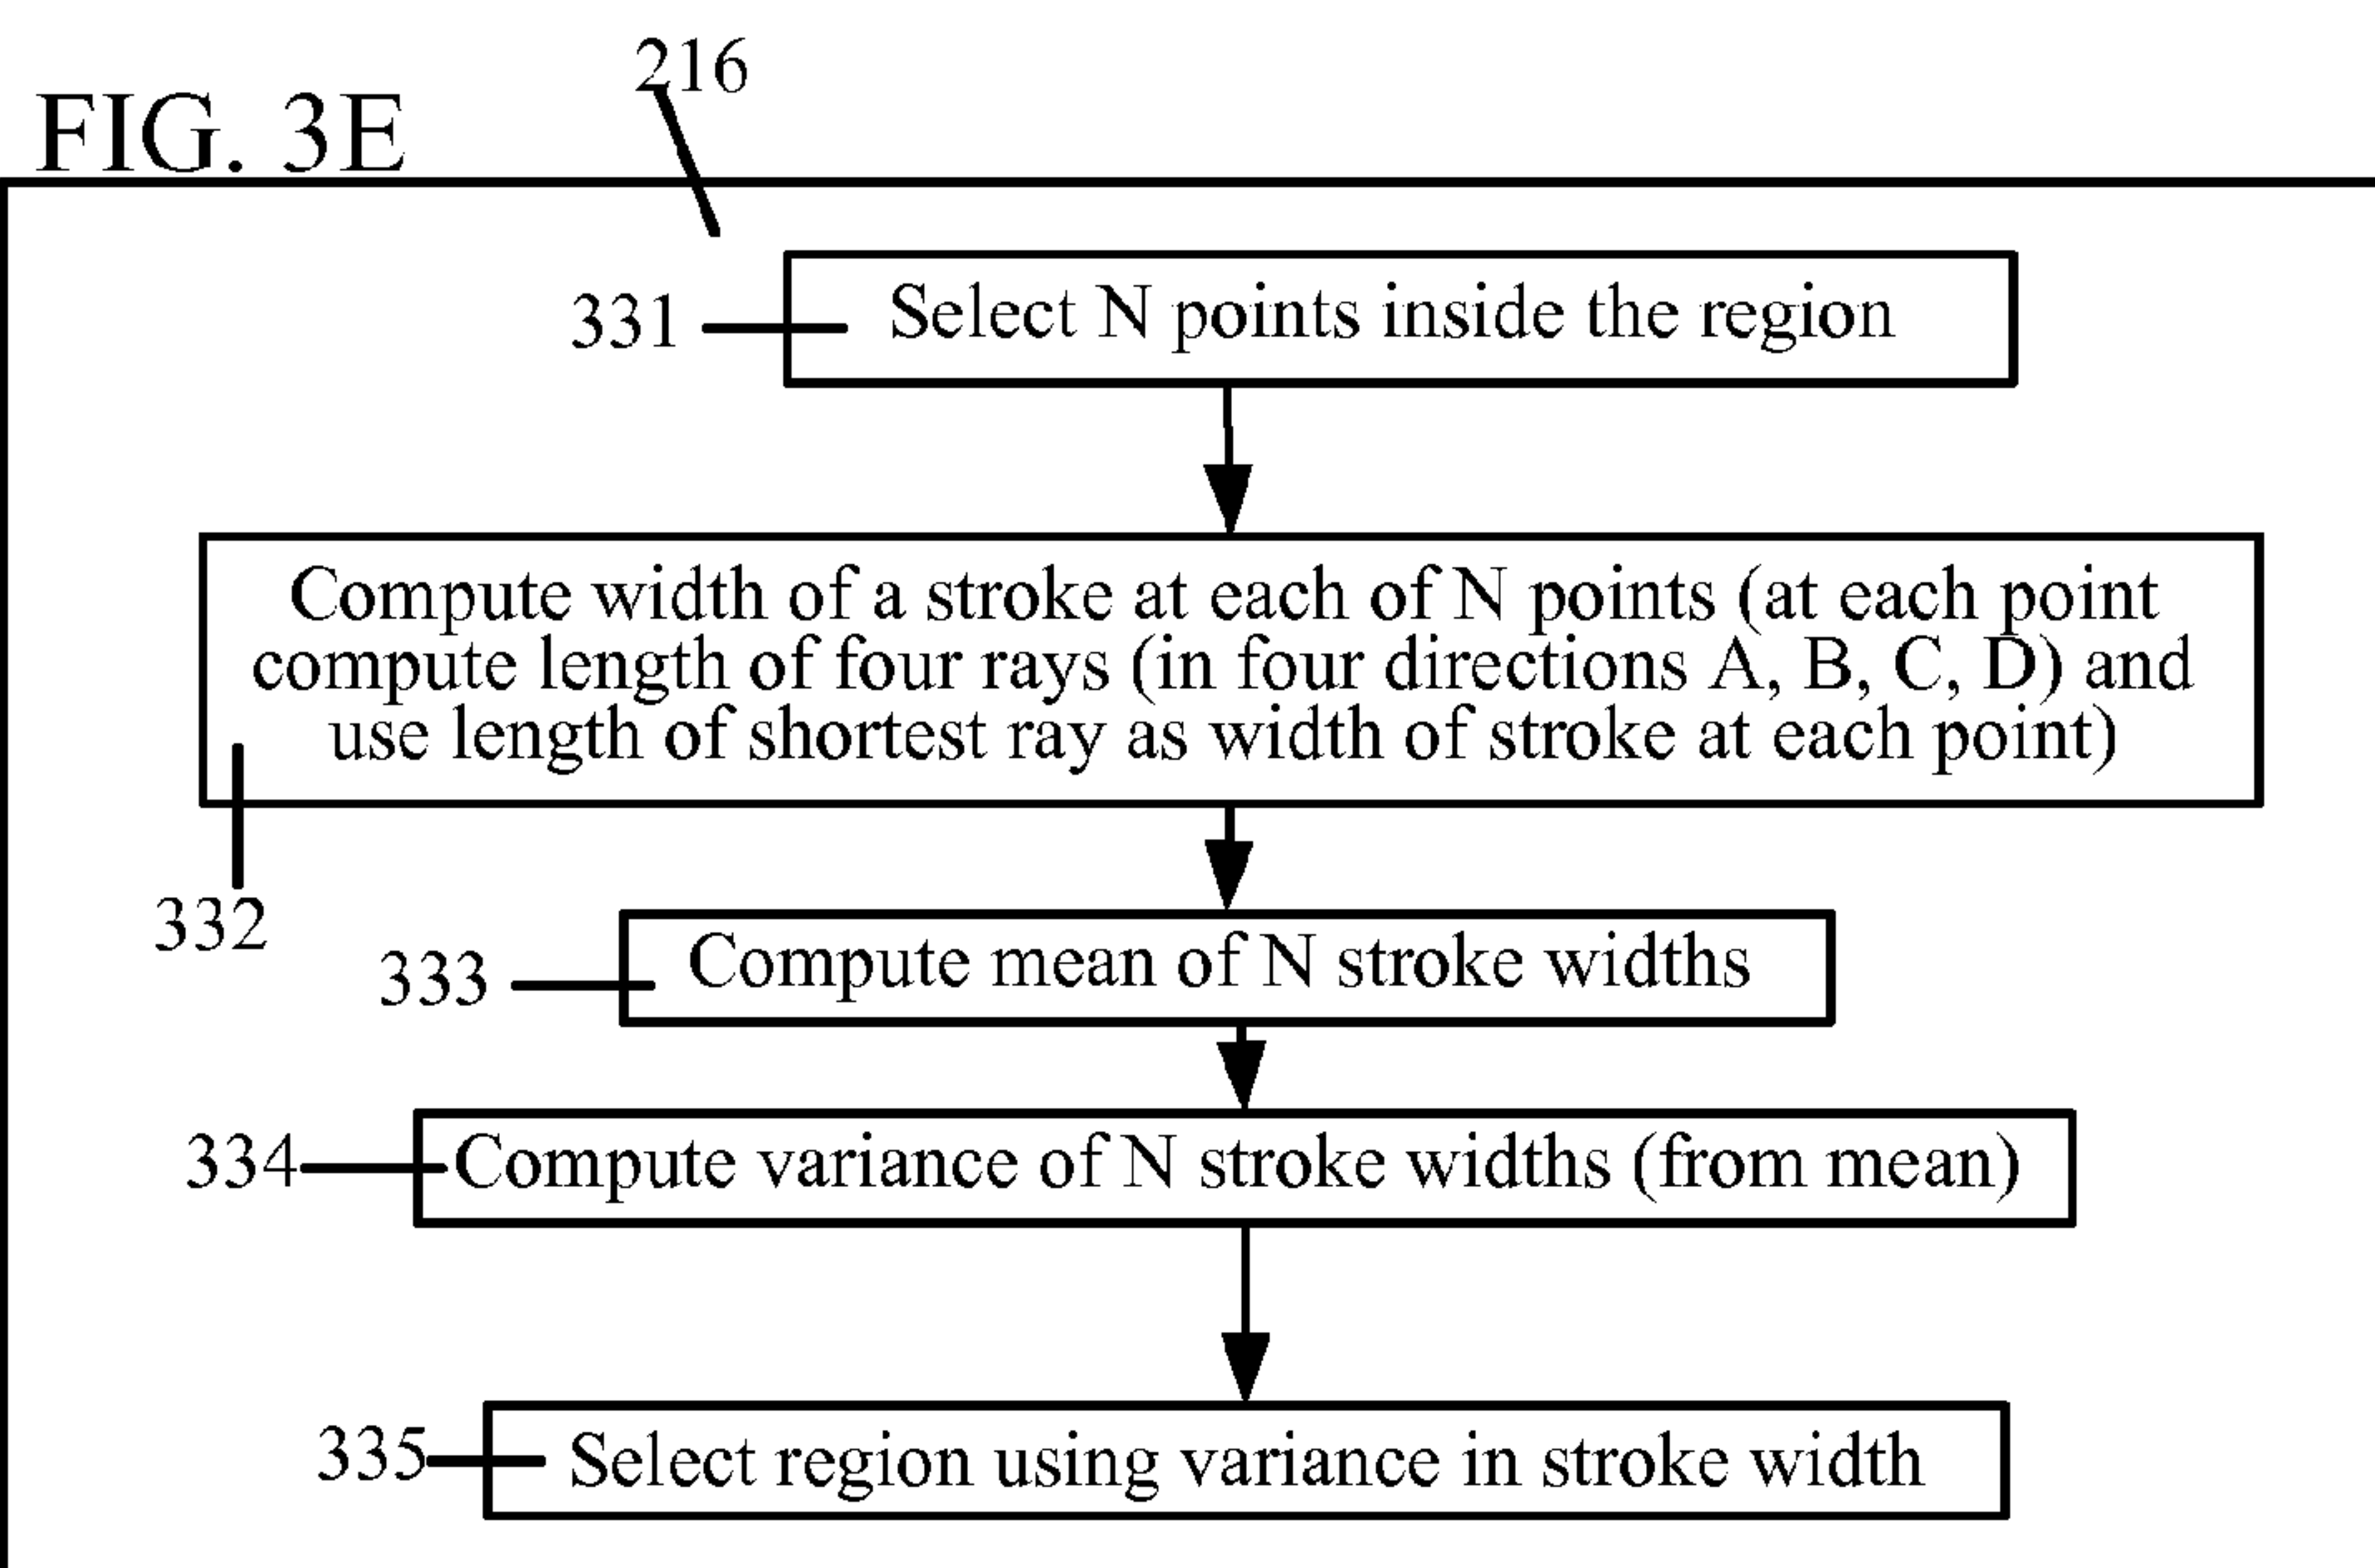 216
FIG. 3E
331
Select N points inside the region
Compute width of a stroke at each of N points (at each point
compute length of four rays (in four directions A, B, C, D) and
use length of shortest ray as width of stroke at each point)
332
333
Compute mean of N stroke widths
334
Compute variance of N stroke widths (from mean)
335
Select region using variance in stroke width